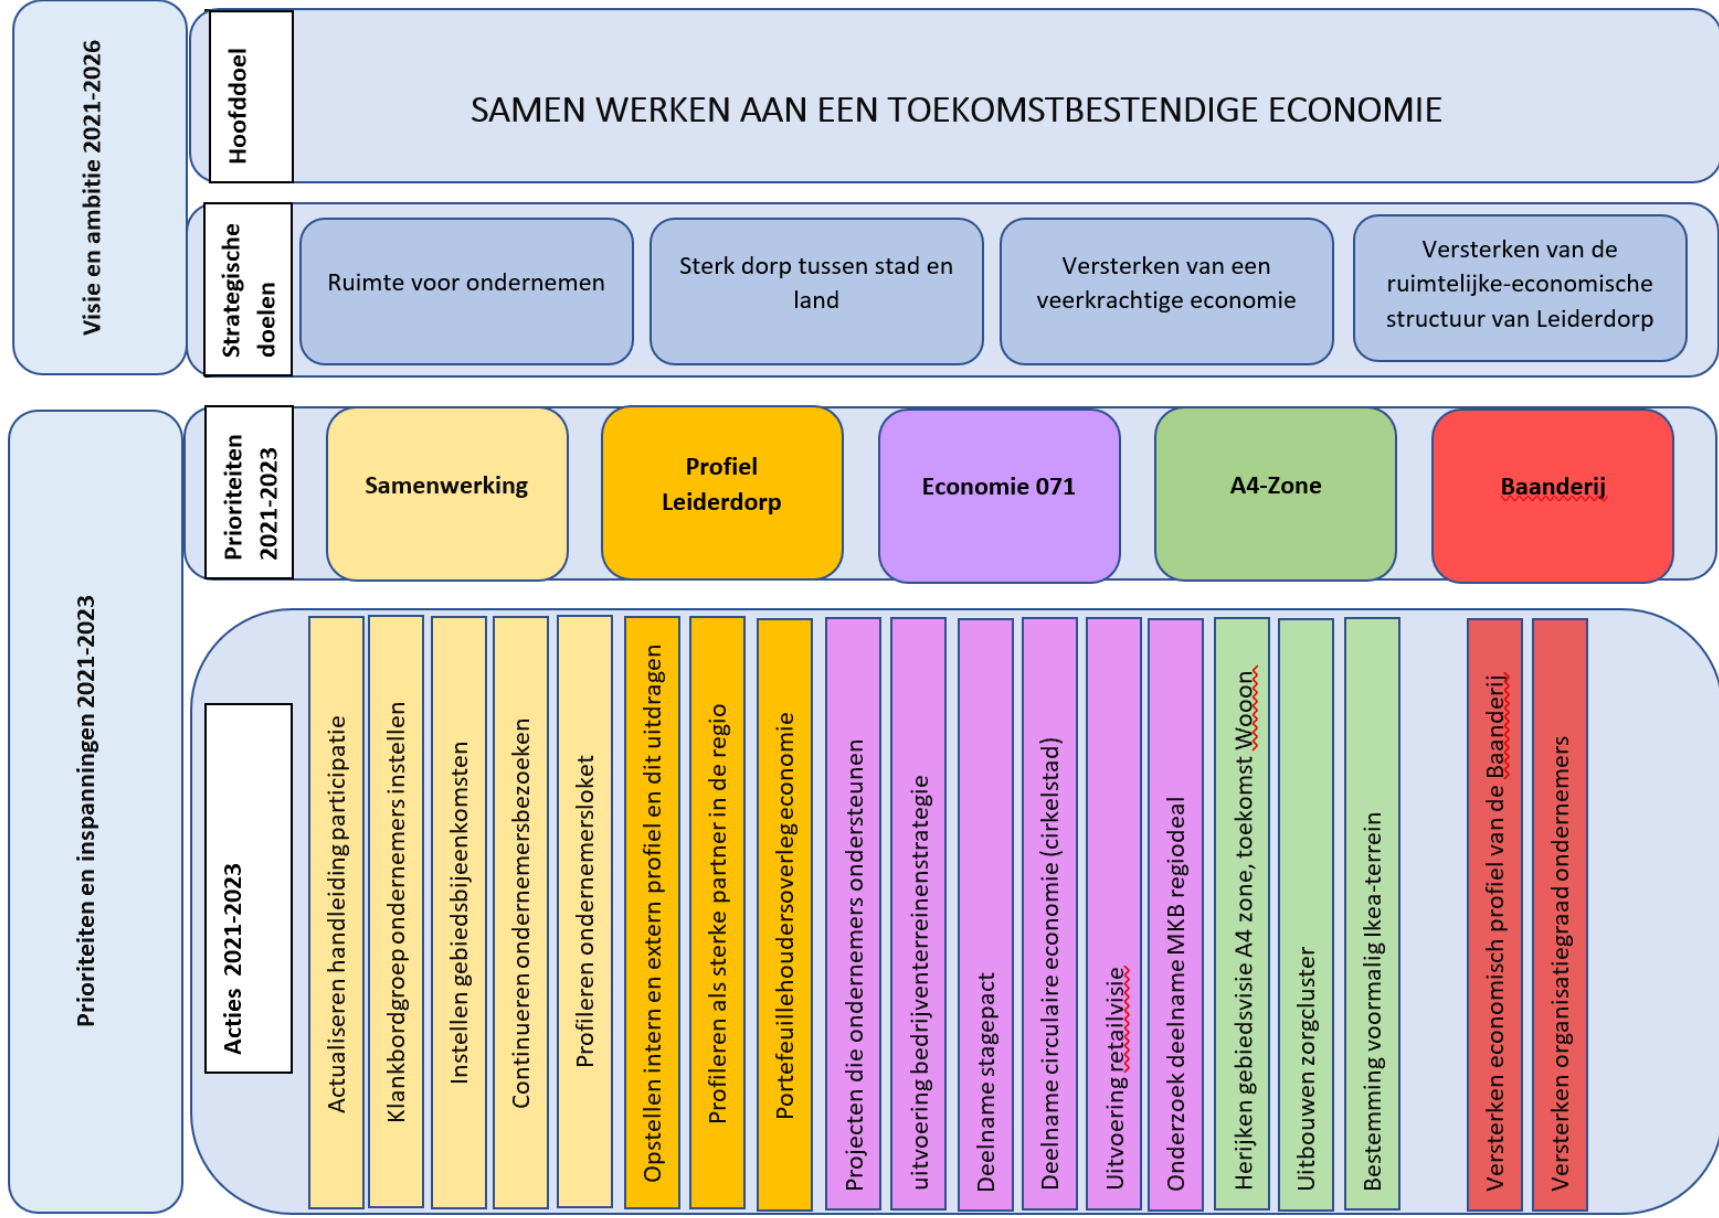 Visie en ambitie 2021-2026
Hoofddoel
SAMEN WERKEN AAN EEN TOEKOMSTBESTENDIGE ECONOMIE
Strategische
doelen
Ruimte voor ondernemen
Sterk dorp tussen stad en
land
Versterken van een
veerkrachtige economie
Versterken van de
ruimtelijke-economische
structuur van Leiderdorp
Prioriteiten en inspanningen 2021-2023
Prioriteiten
2021-2023
Samenwerking
Profiel
Leiderdorp
Economie 071
A4-Zone
Baanderij
Acties 2021-2023
Actualiseren handleiding participatie
Klankbordgroep ondernemers instellen
Instellen gebiedsbijeenkomsten
Continueren ondernemersbezoeken
Profileren ondernemersloket
Opstellen intern en extern profiel en dit uitdragen
Profileren als sterke partner in de regio
Portefeuillehoudersoverleg economie
Projecten die ondernemers ondersteunen
uitvoering bedrijventerreinenstrategie
Deelname stagepact
Deelname circulaire economie (cirkelstad)
Uitvoering retailvisie
Onderzoek deelname MKB regiodeal
Herijken gebiedsvisie A4 zone, toekomst Wooon
Uitbouwen zorgcluster
Bestemming voormalig Ikea-terrein
Versterken economisch profiel van de Baanderij
Versterken organisatiegraad ondernemers